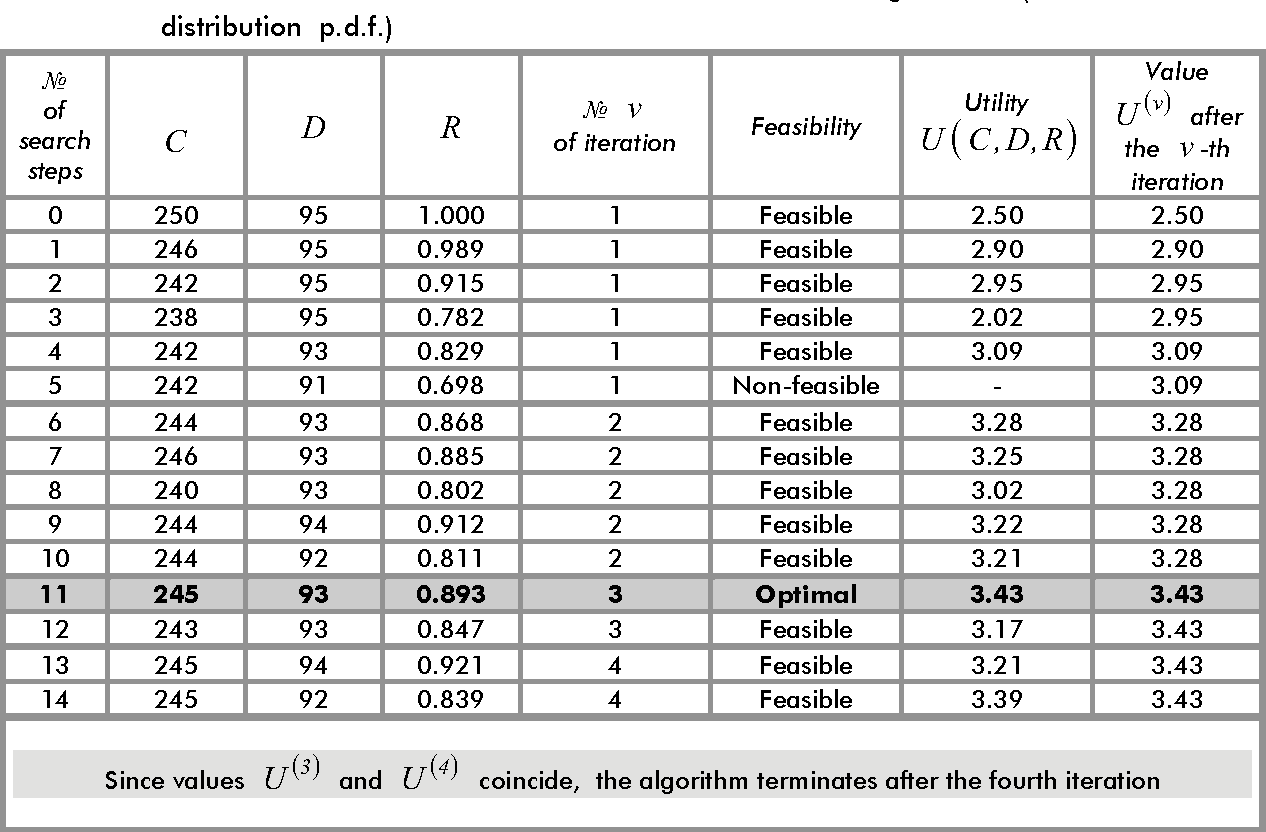 distribution p.d.f.)
№ of search steps C D R № v of iteration Feasibility Utility U(C,D,R) Value U^(v) after the v-th iteration
0 250 95 1.000 1 Feasible 2.50 2.50
1 246 95 0.989 1 Feasible 2.90 2.90
2 242 95 0.915 1 Feasible 2.95 2.95
3 238 95 0.782 1 Feasible 2.02 2.95
4 242 93 0.829 1 Feasible 3.09 3.09
5 242 91 0.698 1 Non-feasible - 3.09
6 244 93 0.868 2 Feasible 3.28 3.28
7 246 93 0.885 2 Feasible 3.25 3.28
8 240 93 0.802 2 Feasible 3.02 3.28
9 244 94 0.912 2 Feasible 3.22 3.28
10 244 92 0.811 2 Feasible 3.21 3.28
11 245 93 0.893 3 Optimal 3.43 3.43
12 243 93 0.847 3 Feasible 3.17 3.43
13 245 94 0.921 4 Feasible 3.21 3.43
14 245 92 0.839 4 Feasible 3.39 3.43
Since values U^(3) and U^(4) coincide, the algorithm terminates after the fourth iteration